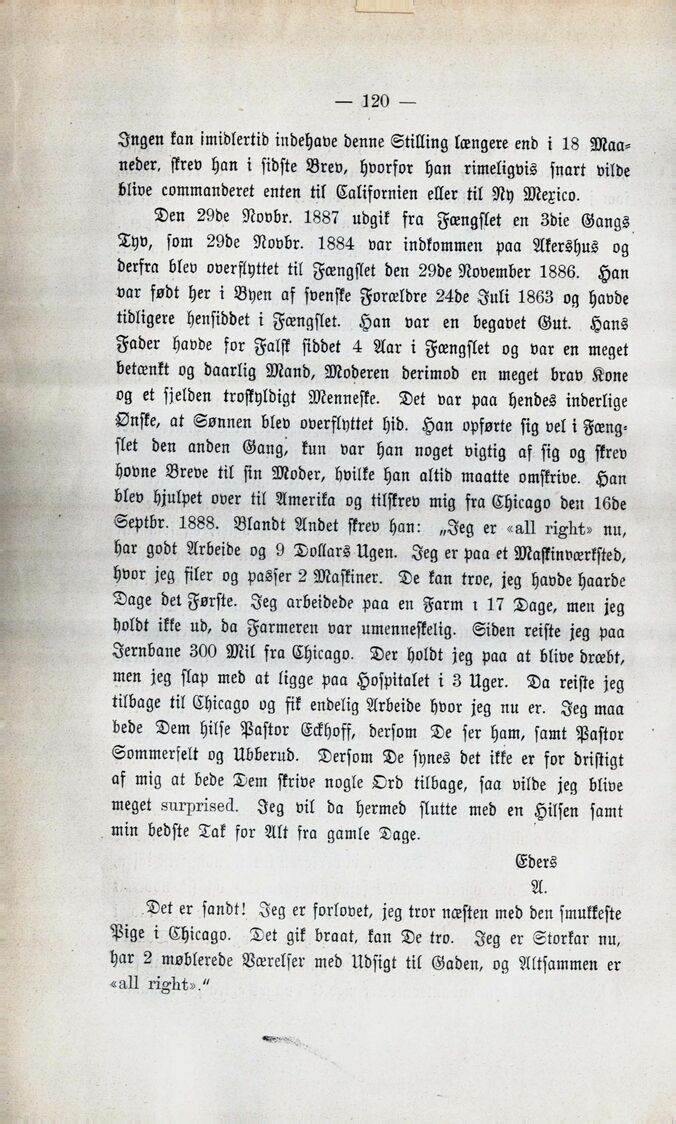 — 120 —
Ingen kan imidlertid indehave denne Stilling længere end i 18 Maa=
neder, skrev han i sidste Brev, hvorfor han rimeligvis snart vilde
blive commanderet enten til Californien eller til Ny Mexico.
Den 29de Novbr. 1887 udgik fra Fængslet en 3die Gangs
Tyv, som 29de Novbr. 1884 var indkommen paa Akershus og
derfra blev overflyttet til Fængslet den 29de November 1886. Han
var født her i Byen af svenske Forældre 24de Juli 1863 og havde
tidligere hensiddet i Fængslet. Han var en begavet Gut. Hans
Fader havde for Falsk siddet 4 Aar i Fængslet og var en meget
betænkt og daarlig Mand, Moderen derimod en meget brav Kone
og et sjelden troskyldigt Menneske. Det var paa hendes inderlige
Ønske, at Sønnen blev overflyttet hid. Han opførte sig vel i Fæng=
slet den anden Gang, kun var han noget vigtig af sig og skrev
hovne Breve til sin Moder, hvilke han altid maatte omskrive. Han
blev hjulpet over til Amerika og tilskrev mig fra Chicago den 16de
Septbr. 1888. Blandt Andet skrev han: „Jeg er «all right» nu,
har godt Arbeide og 9 Dollars Ugen. Jeg er paa et Maskinværksted,
hvor jeg filer og passer 2 Maskiner. De kan troe, jeg havde haarde
Dage det Første. Jeg arbeidede paa en Farm i 17 Dage, men jeg
holdt ikke ud, da Farmeren var umenneskelig. Siden reiste jeg paa
Jernbane 300 Mil fra Chicago. Der holdt jeg paa at blive dræbt,
men jeg slap med at ligge paa Hospitalet i 3 Uger. Da reiste jeg
tilbage til Chicago og fik endelig Arbeide hvor jeg nu er. Jeg maa
bede Dem hilse Pastor Eckhoff, dersom De ser ham, samt Pastor
Sommerfelt og Ubberud. Dersom De synes det ikke er for dristigt
af mig at bede Dem skrive nogle Ord tilbage, saa vilde jeg blive
meget surprised. Jeg vil da hermed slutte med en Hilsen samt
min bedste Tak for Alt fra gamle Dage.
Eders
A.
Det er sandt! Jeg er forlovet, jeg tror næsten med den smukkeste
Pige i Chicago. Det gik braat, kan De tro. Jeg er Storkar nu,
har 2 møblerede Værelser med Udsigt til Gaden, og Altsammen er
«all right»."